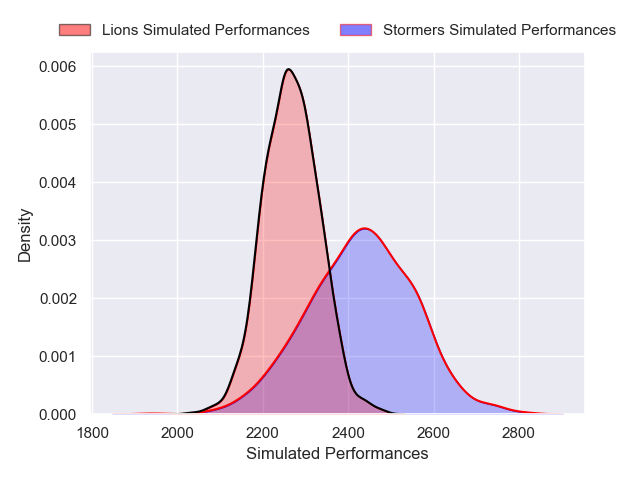 Lions Simulated Performances Stormers Simulated Performances
0.006
0.005
0.004
0.003
0.002
0.001
0.000
Density
1800 2000 2200 2400 2600 2800
Simulated Performances